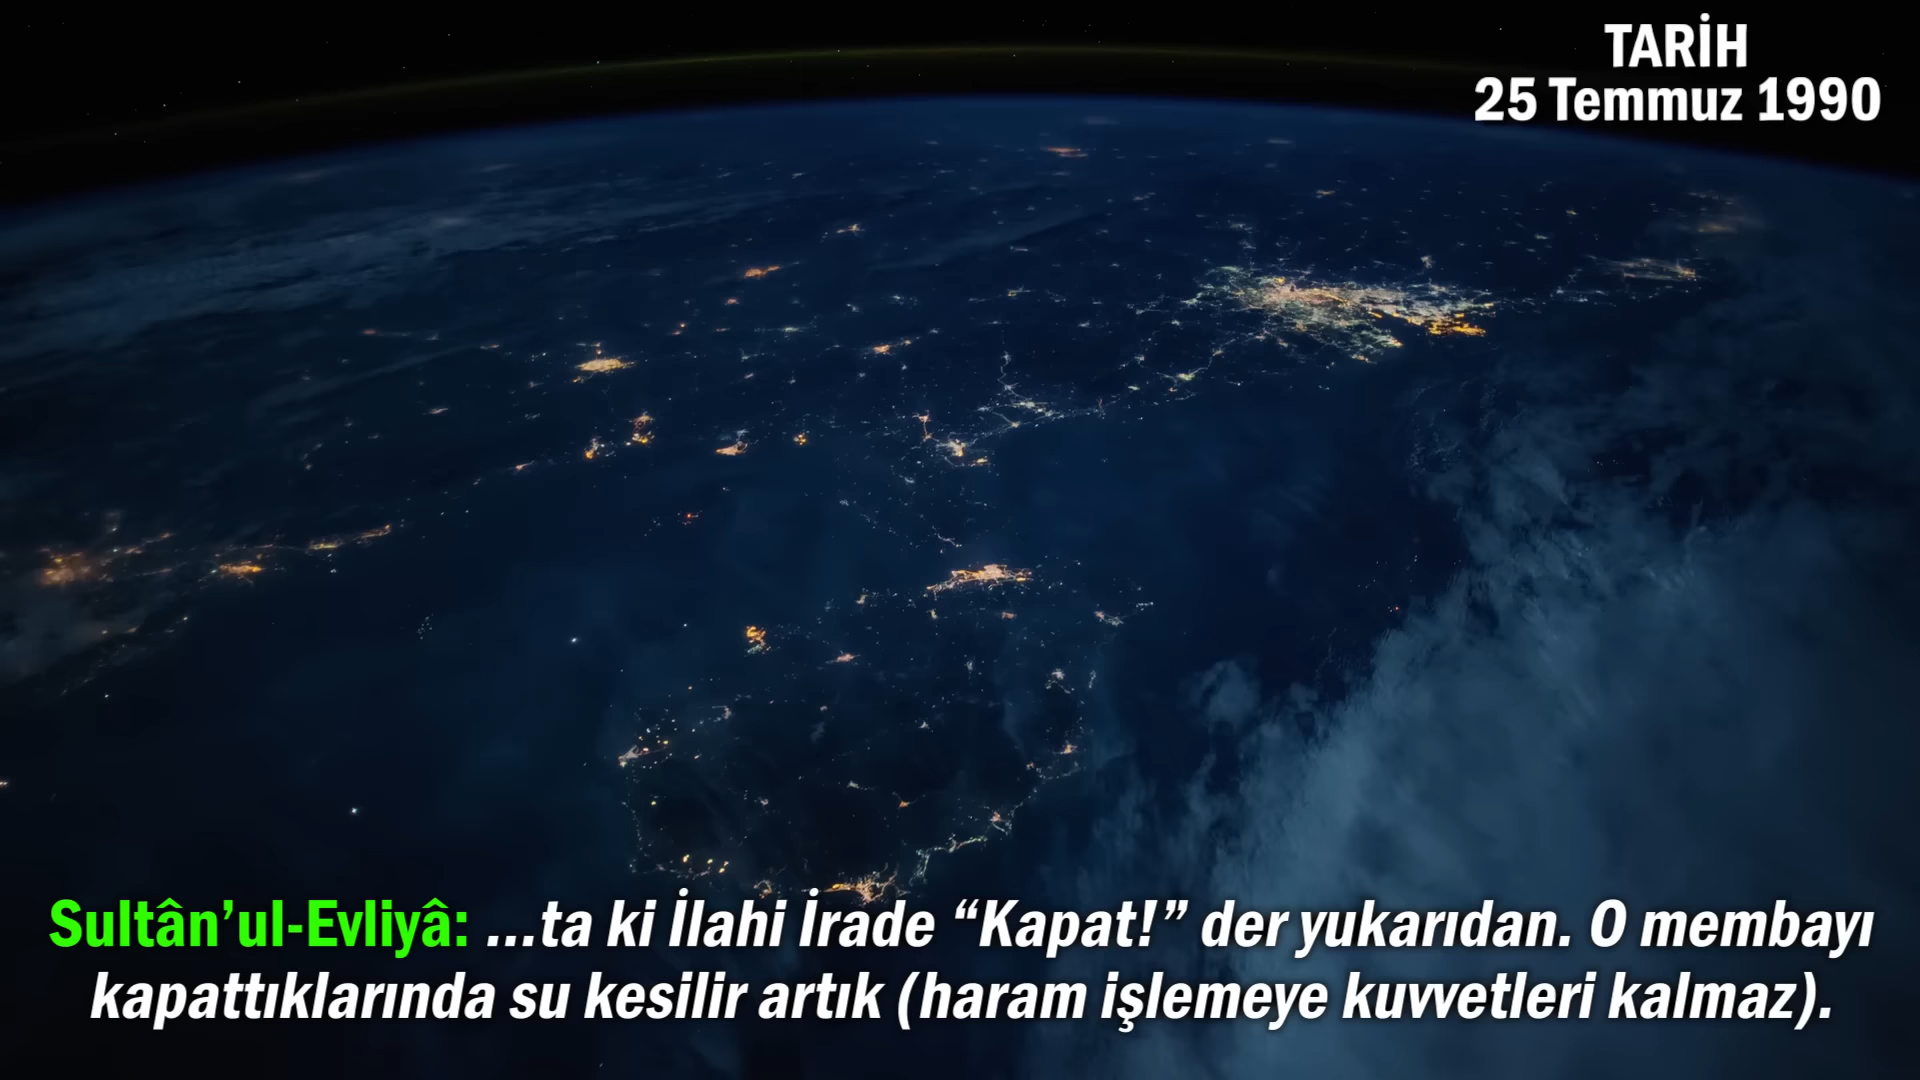 TARİH
25 Temmuz 1990
Sultân’ul-Evliyâ: ...ta ki İlahi İrade “Kapat!” der yukarıdan. O membayı
kapattıklarında su kesilir artık (haram işlemeye kuvvetleri kalmaz).